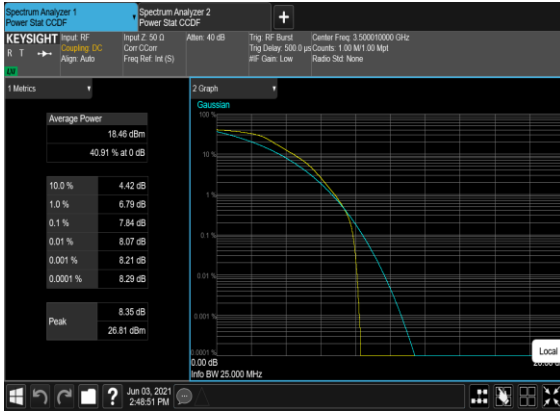 Spectrum Analyzer 1
Power Stat CCDF
Spectrum Analyzer 2
Power Stat CCDF
KEYSIGHT
R T
Input: RF
Coupling: DC
Align: Auto
Input Z: 50 Ω
Corr CCorr
Freq Ref: Int (S)
Atten: 40 dB
Trig: RF Burst
Trig Delay: 500.0 µs
#IF Gain: Low
Center Freq: 3.500010000 GHz
Counts: 1.00 M/1.00 Mpt
Radio Std: None
1 Metrics
2 Graph
Average Power
18.46 dBm
40.91 % at 0 dB
10.0 % 4.42 dB
1.0 % 6.79 dB
0.1 % 7.84 dB
0.01 % 8.07 dB
0.001 % 8.21 dB
0.0001 % 8.29 dB
Peak
8.35 dB
26.81 dBm
Gaussian
100 %
10 %
1 %
0.1 %
0.01 %
0.001 %
0.0001 %
0.00 dB
Info BW 25.000 MHz
Local
Jun 03, 2021
2:48:51 PM